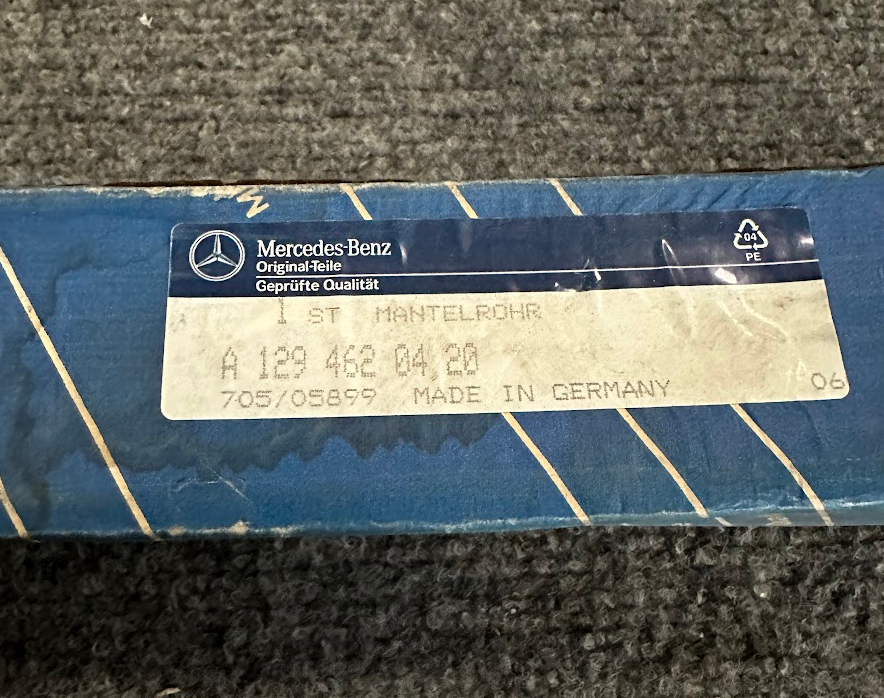 Mercedes-Benz
Original-Teile
Geprüfte Qualität
04
PE
1 ST MANTELROHR
A 129 462 04 20
705/05899 MADE IN GERMANY
06